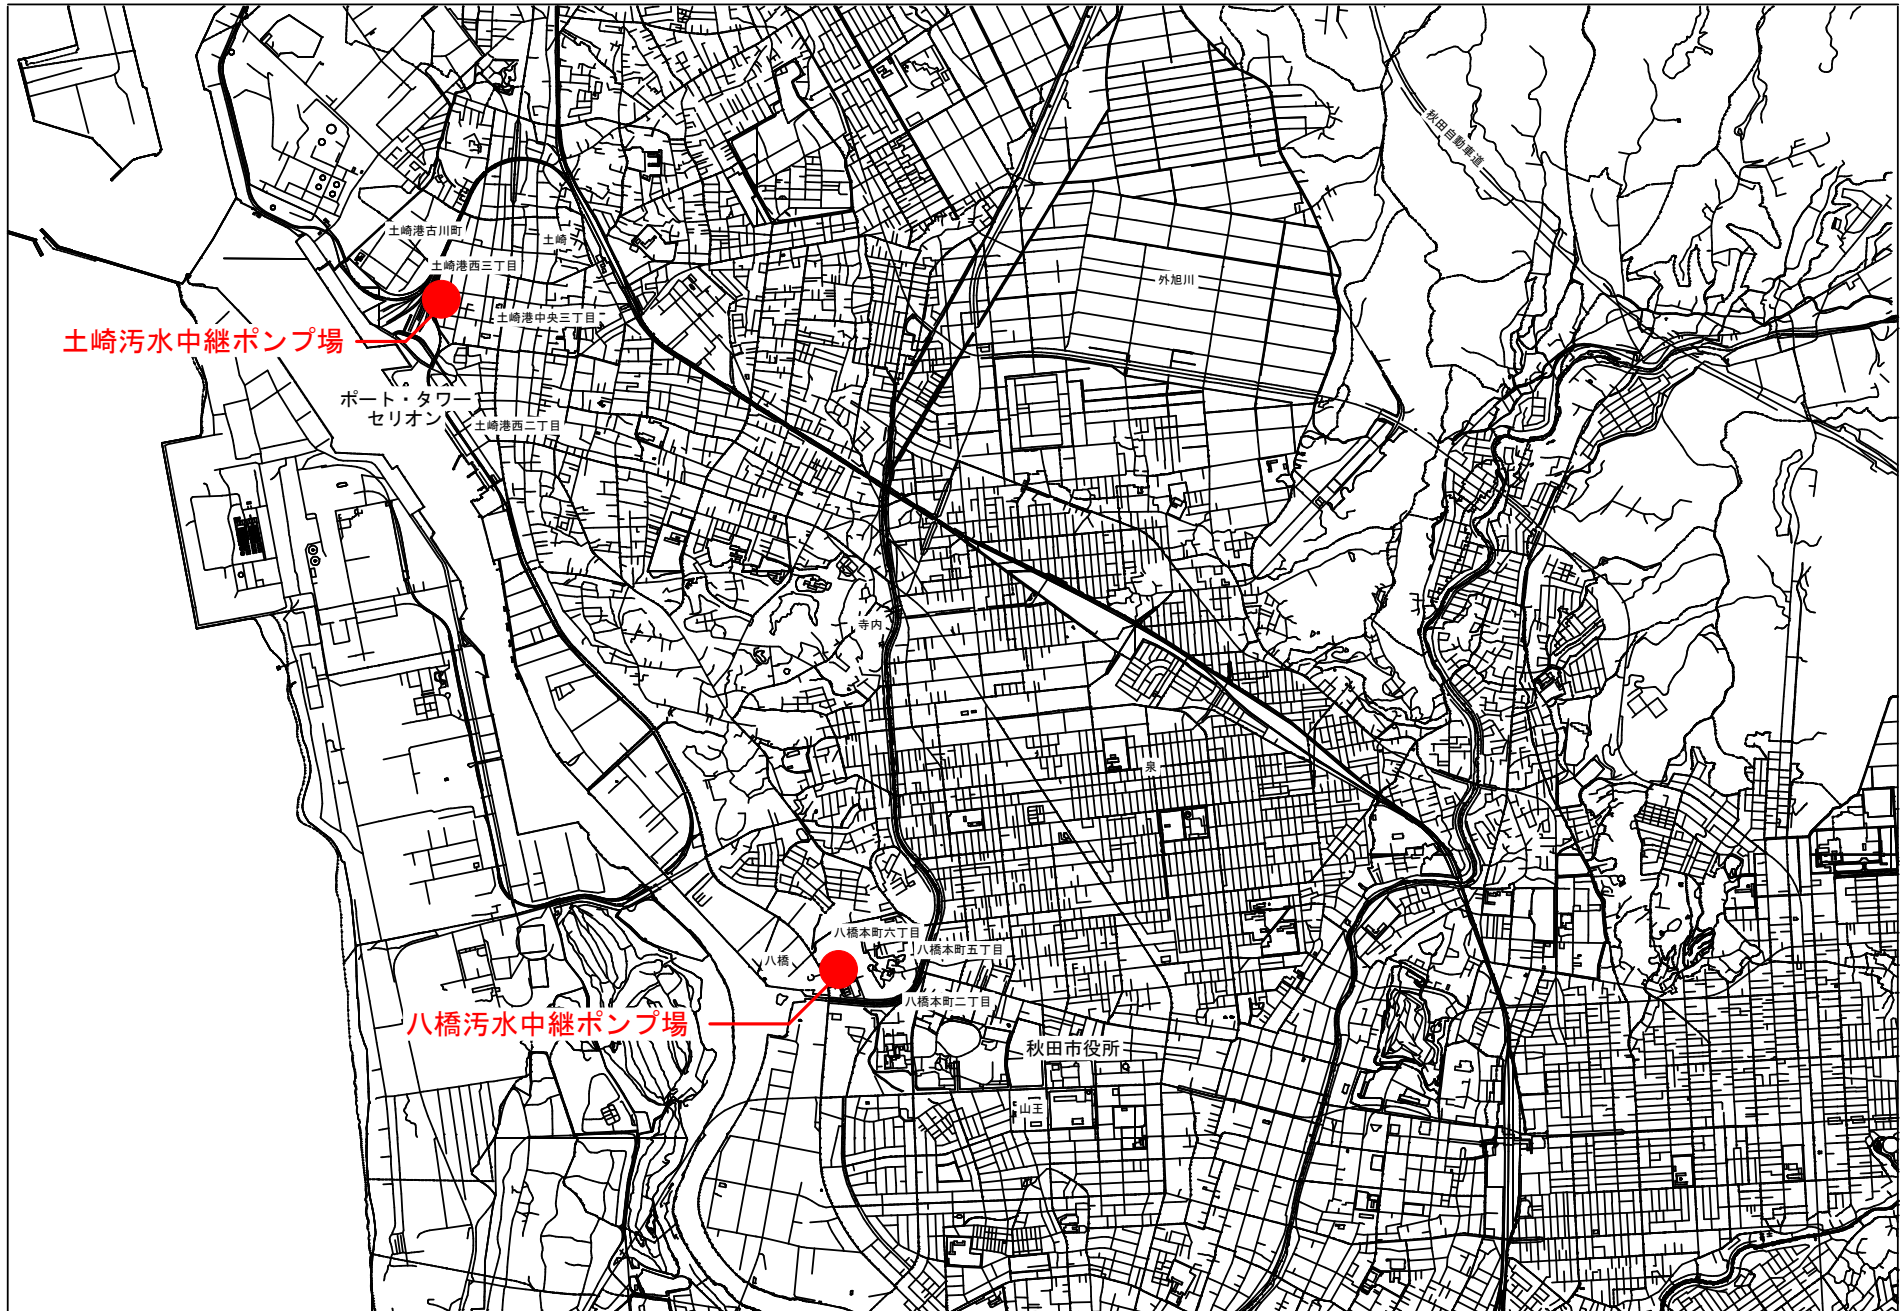 秋田自動車道
土崎港古川町
土崎
土崎港西三丁目
外旭川
土崎港中央三丁目
土崎汚水中継ポンプ場
ポート・タワー
セリオン
土崎港西二丁目
寺内
泉
八橋本町六丁目
八橋本町五丁目
八橋
八橋本町二丁目
八橋汚水中継ポンプ場
秋田市役所
山王